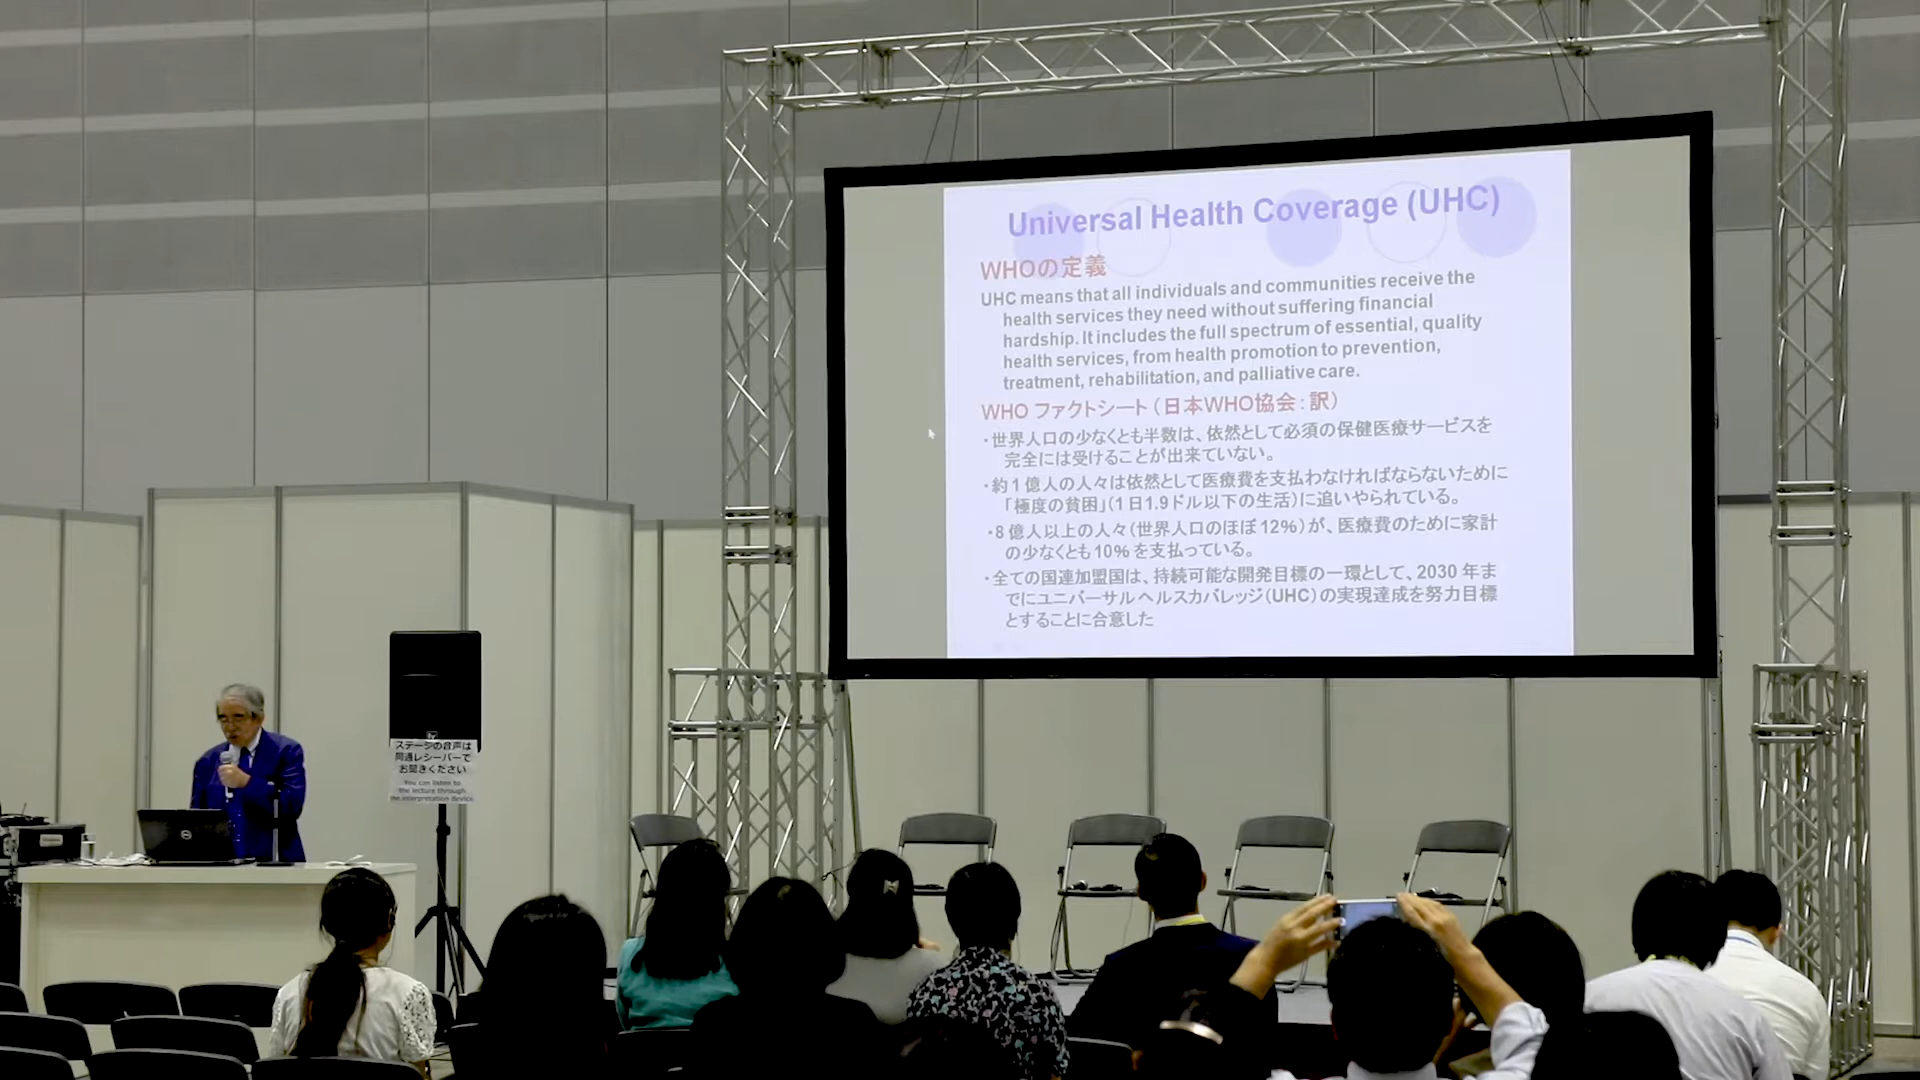 Universal Health Coverage (UHC)
WHOの定義
UHC means that all individuals and communities receive the
health services they need without suffering financial
hardship. It includes the full spectrum of essential, quality
health services, from health promotion to prevention,
treatment, rehabilitation, and palliative care.
WHO ファクトシート（日本WHO協会：訳）
・世界人口の少なくとも半数は、依然として必須の保健医療サービスを
完全には受けることが出来ていない。
・約１億人の人々は依然として医療費を支払わなければならないために
「極度の貧困」（１日1.9ドル以下の生活）に追いやられている。
・8 億人以上の人々（世界人口のほぼ 12%）が、医療費のために家計
の少なくとも 10% を支払っている。
・全ての国連加盟国は、持続可能な開発目標の一環として、2030 年ま
でにユニバーサル ヘルスカバレッジ（UHC）の実現達成を努力目標
とすることに合意した
ステージの音声は
同通レシーバーで
お聞きください
You can listen to
the lecture through
the interpretation device
DELL